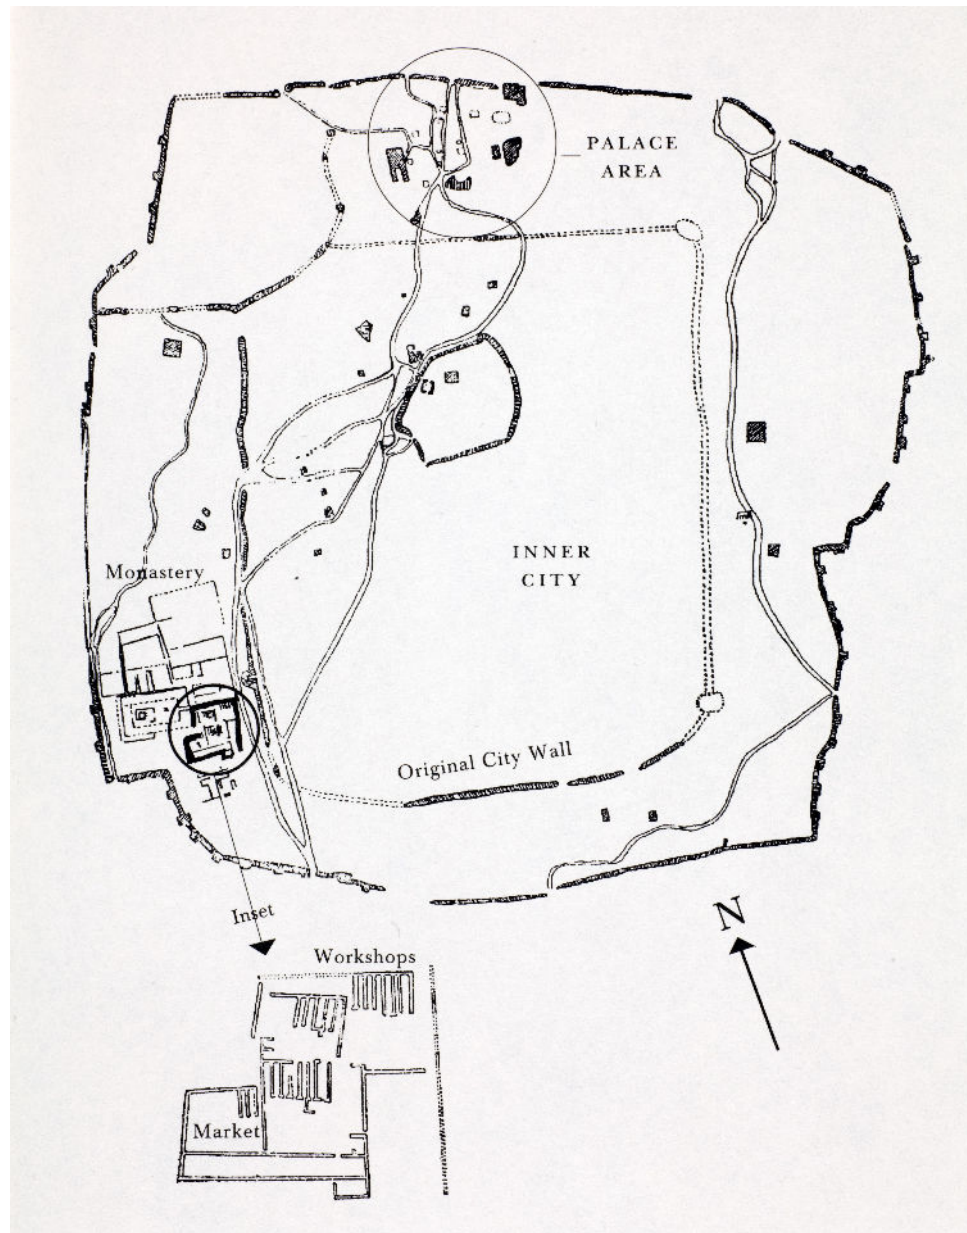 PALACE
AREA
INNER
CITY
Monastery
Original City Wall
Inset
N
Workshops
Market